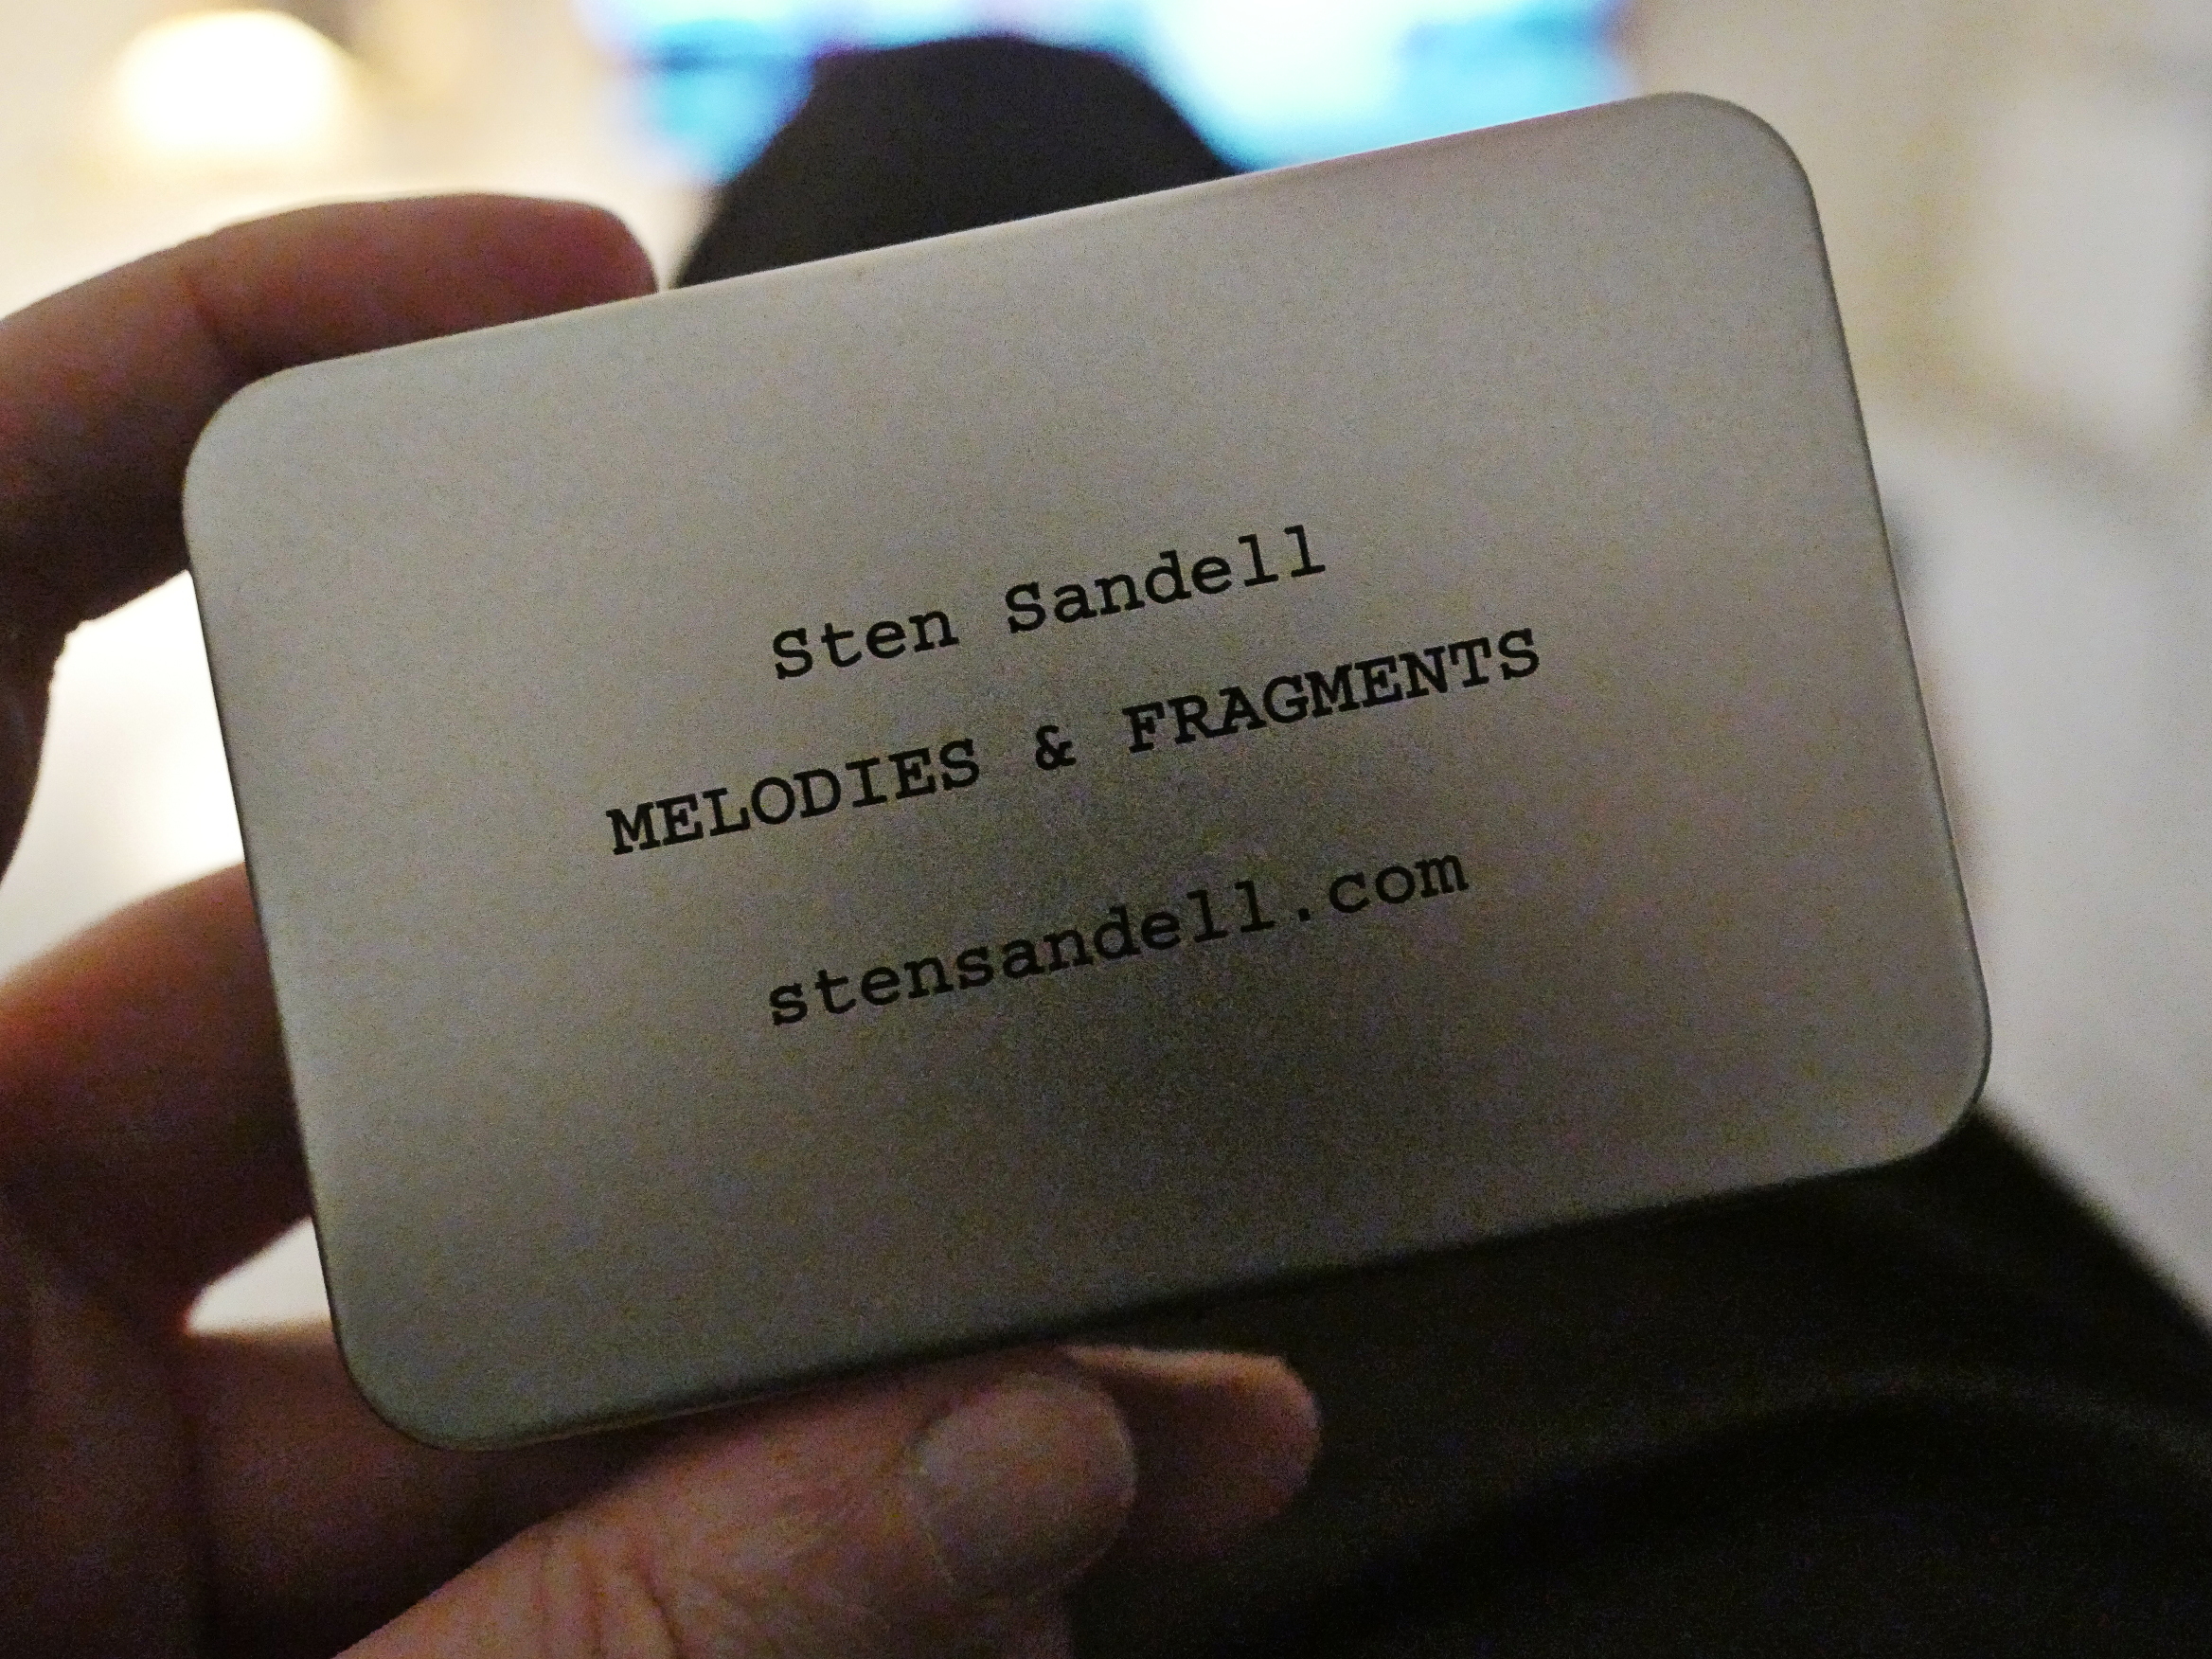 Sten Sandell
MELODIES & FRAGMENTS
stensandell.com